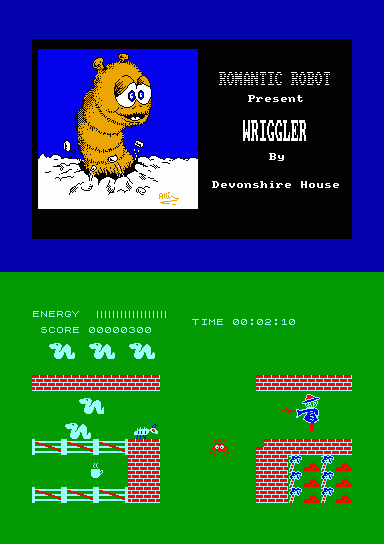 ROMANTIC ROBOT
Present
WRIGGLER
By
Devonshire House
ENERGY
TIME 00:02:10
SCORE 00000300